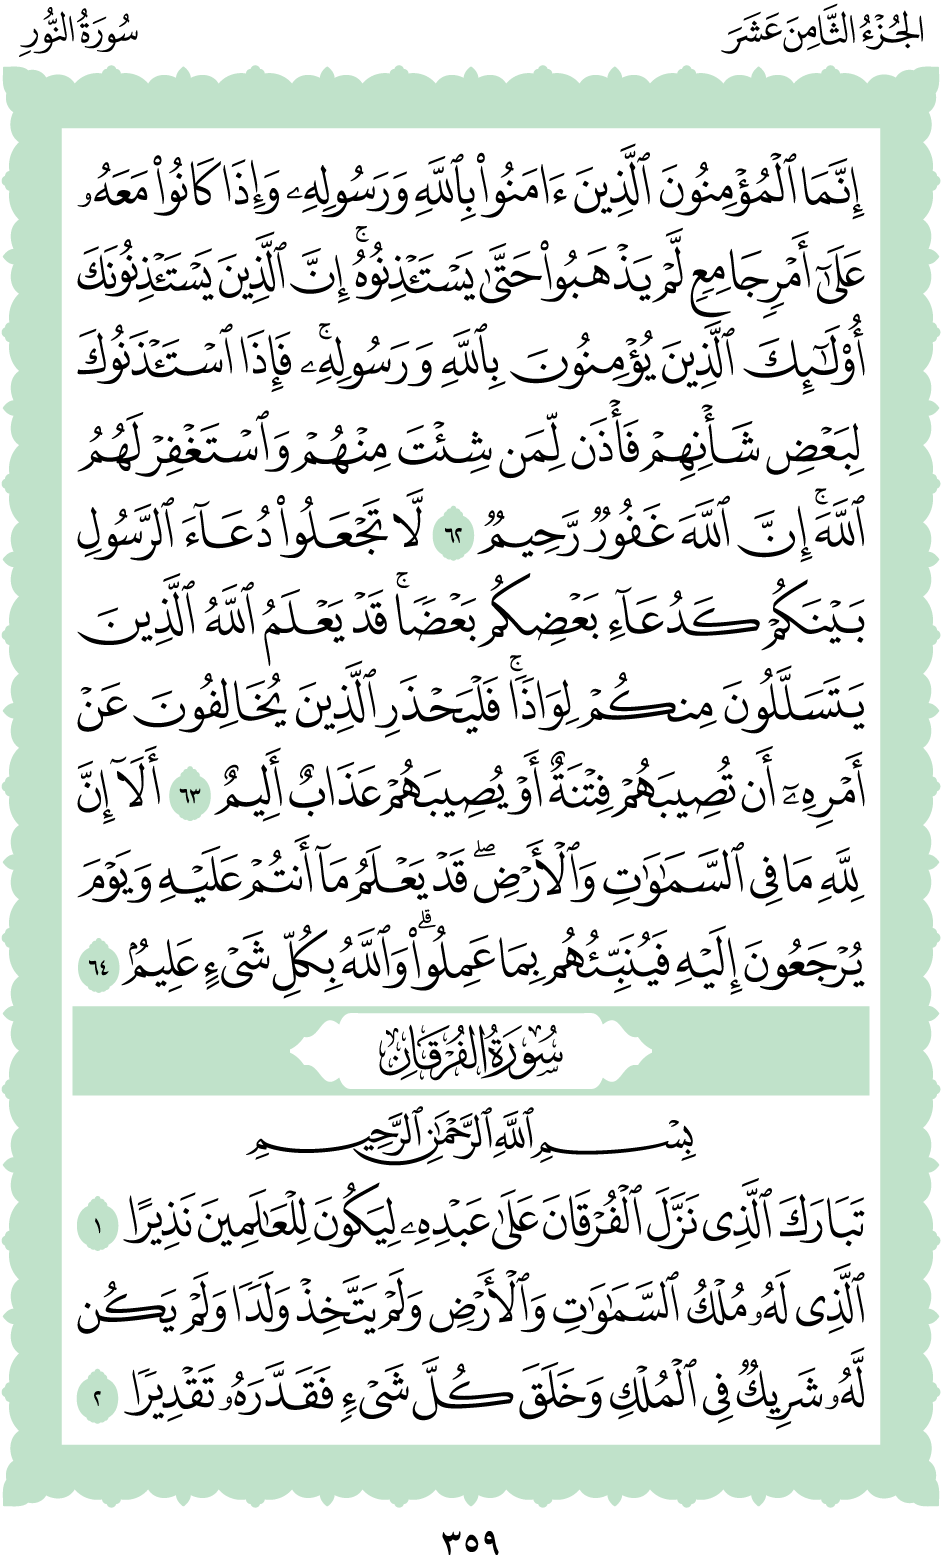 الجُزْءُ الثَّامِنَ عَشَرَ
سُورَةُ النُّورِ
إِنَّمَا ٱلْمُؤْمِنُونَ ٱلَّذِينَ ءَامَنُوا۟ بِٱللَّهِ وَرَسُولِهِۦ وَإِذَا كَانُوا۟ مَعَهُۥ
عَلَىٰٓ أَمْرٍ جَامِعٍ لَّمْ يَذْهَبُوا۟ حَتَّىٰ يَسْتَـْٔذِنُوهُ ۚ إِنَّ ٱلَّذِينَ يَسْتَـْٔذِنُونَكَ
أُو۟لَـٰٓئِكَ ٱلَّذِينَ يُؤْمِنُونَ بِٱللَّهِ وَرَسُولِهِۦ ۚ فَإِذَا ٱسْتَـْٔذَنُوكَ
لِبَعْضِ شَأْنِهِمْ فَأْذَن لِّمَن شِئْتَ مِنْهُمْ وَٱسْتَغْفِرْ لَهُمُ
ٱللَّهَ ۚ إِنَّ ٱللَّهَ غَفُورٌ رَّحِيمٌ ٦٢ لَّا تَجْعَلُوا۟ دُعَآءَ ٱلرَّسُولِ
بَيْنَكُمْ كَدُعَآءِ بَعْضِكُم بَعْضًا ۚ قَدْ يَعْلَمُ ٱللَّهُ ٱلَّذِينَ
يَتَسَلَّلُونَ مِنكُمْ لِوَاذًا ۚ فَلْيَحْذَرِ ٱلَّذِينَ يُخَالِفُونَ عَنْ
أَمْرِهِۦٓ أَن تُصِيبَهُمْ فِتْنَةٌ أَوْ يُصِيبَهُمْ عَذَابٌ أَلِيمٌ ٦٣ أَلَآ إِنَّ
لِلَّهِ مَا فِى ٱلسَّمَـٰوَٰتِ وَٱلْأَرْضِ ۖ قَدْ يَعْلَمُ مَآ أَنتُمْ عَلَيْهِ وَيَوْمَ
يُرْجَعُونَ إِلَيْهِ فَيُنَبِّئُهُم بِمَا عَمِلُوا۟ ۗ وَٱللَّهُ بِكُلِّ شَىْءٍ عَلِيمٌۢ ٦٤
سُورَةُ الفُرْقَانِ
بِسْمِ ٱللَّهِ ٱلرَّحْمَـٰنِ ٱلرَّحِيمِ
تَبَارَكَ ٱلَّذِى نَزَّلَ ٱلْفُرْقَانَ عَلَىٰ عَبْدِهِۦ لِيَكُونَ لِلْعَـٰلَمِينَ نَذِيرًا ١
ٱلَّذِى لَهُۥ مُلْكُ ٱلسَّمَـٰوَٰتِ وَٱلْأَرْضِ وَلَمْ يَتَّخِذْ وَلَدًا وَلَمْ يَكُن
لَّهُۥ شَرِيكٌ فِى ٱلْمُلْكِ وَخَلَقَ كُلَّ شَىْءٍ فَقَدَّرَهُۥ تَقْدِيرًا ٢
٣٥٩